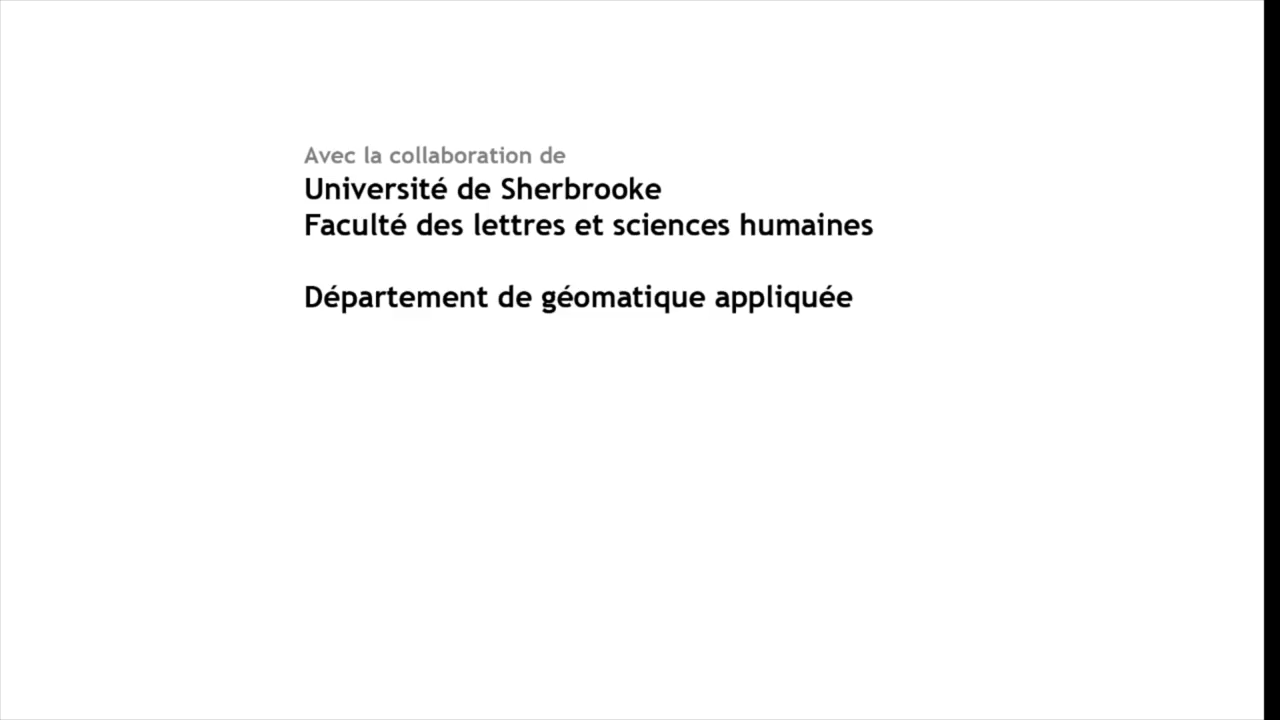 Avec la collaboration de
Université de Sherbrooke
Faculté des lettres et sciences humaines
Département de géomatique appliquée